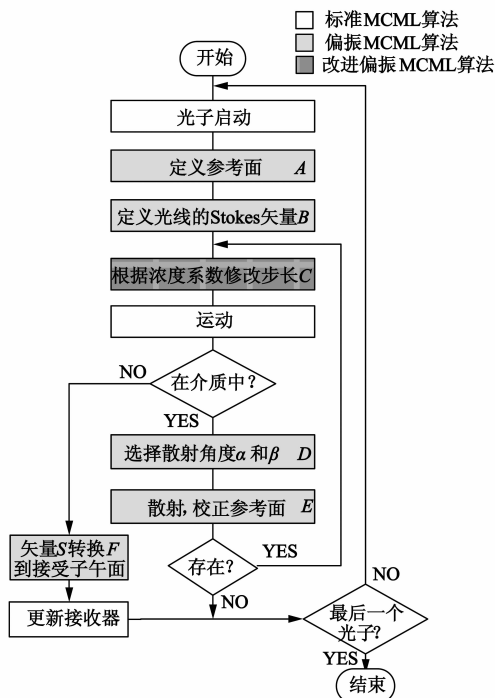 标准MCML算法
偏振MCML算法
改进偏振MCML算法
开始
光子启动
定义参考面 A
定义光线的Stokes矢量B
根据浓度系数修改步长C
运动
NO
在介质中?
YES
选择散射角度α和β D
散射,校正参考面 E
矢量S转换F
到接受子午面
存在?
YES
NO
更新接收器
NO
最后一个
光子?
YES
结束